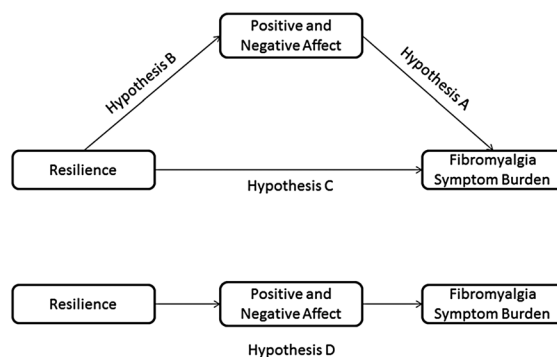 Positive and
Negative Affect
Hypothesis B
Hypothesis A
Resilience
Hypothesis C
Fibromyalgia
Symptom Burden
Resilience
Positive and
Negative Affect
Fibromyalgia
Symptom Burden
Hypothesis D